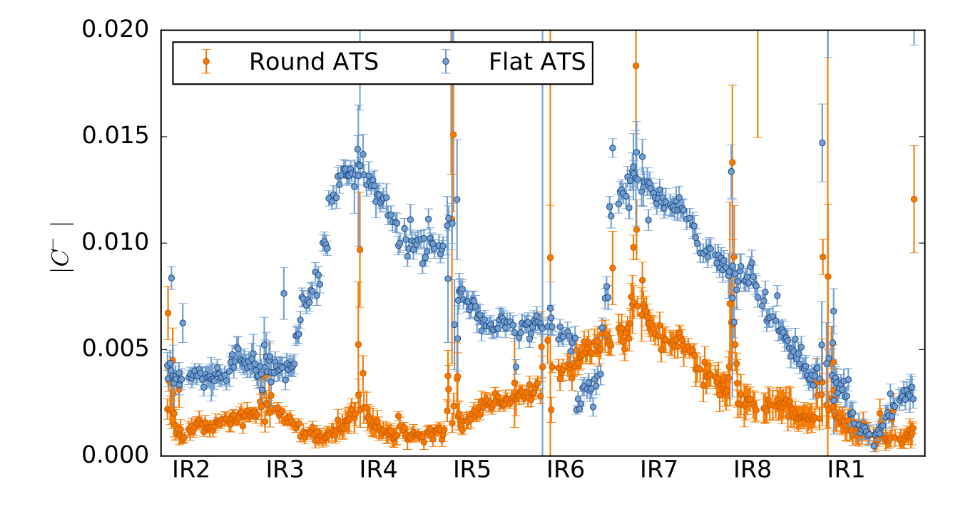 0.020
Round ATS Flat ATS
0.015
0.010
|C⁻ |
0.005
0.000
IR2 IR3 IR4 IR5 IR6 IR7 IR8 IR1